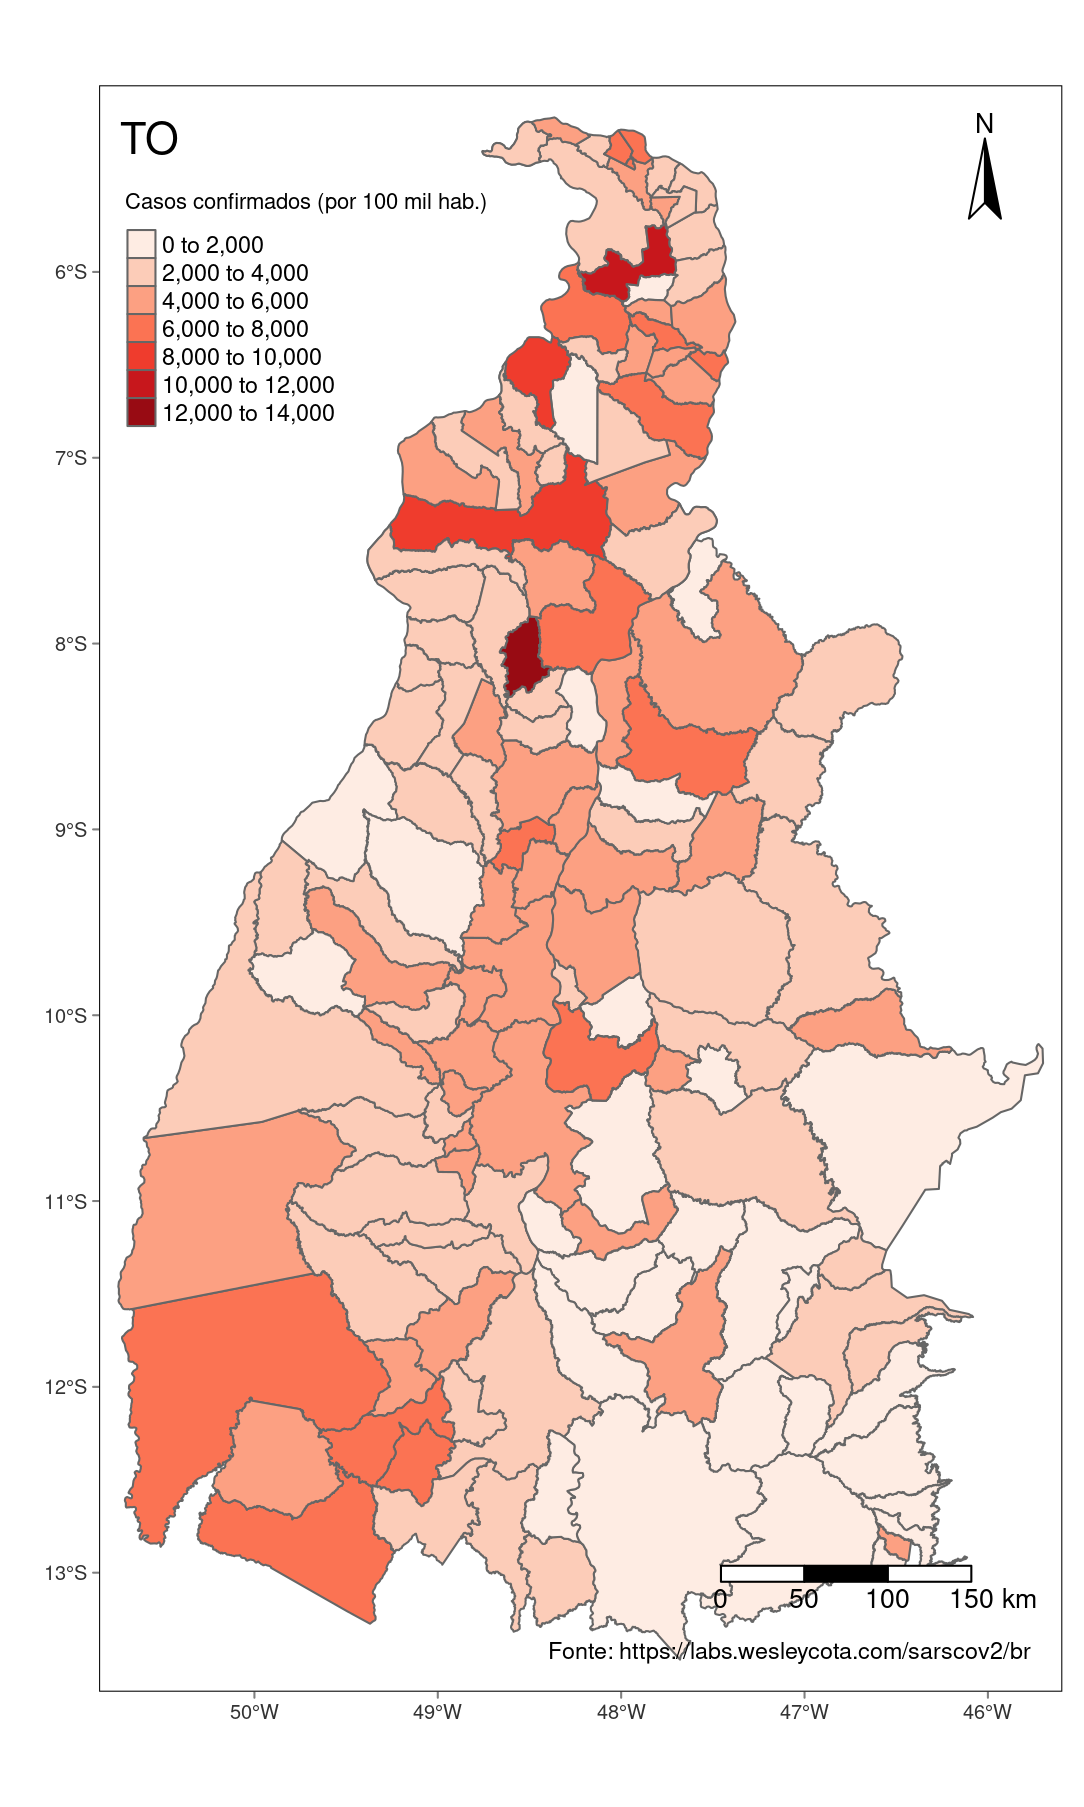 TO
N
Casos confirmados (por 100 mil hab.)
0 to 2,000
2,000 to 4,000
4,000 to 6,000
6,000 to 8,000
8,000 to 10,000
10,000 to 12,000
12,000 to 14,000
6°S
7°S
8°S
9°S
10°S
11°S
12°S
13°S
0 50 100 150 km
Fonte: https://labs.wesleycota.com/sarscov2/br
50°W 49°W 48°W 47°W 46°W